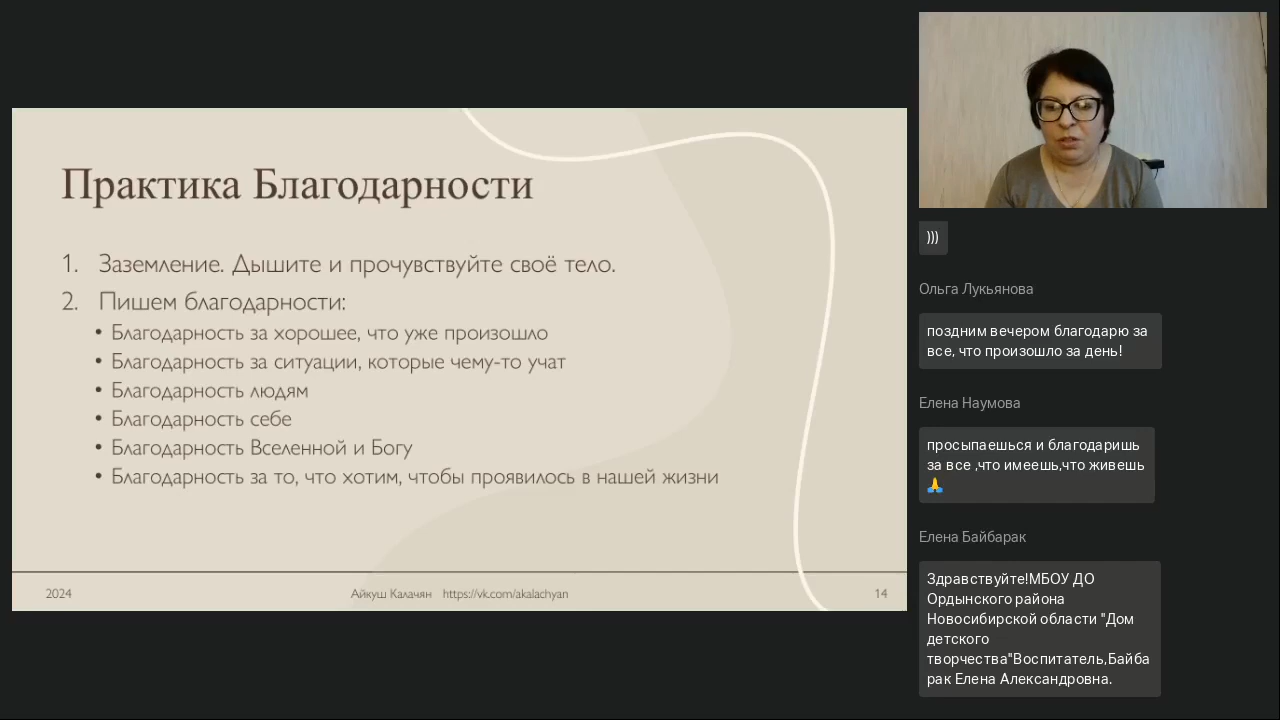 Практика Благодарности
1. Заземление. Дышите и прочувствуйте своё тело.
2. Пишем благодарности:
• Благодарность за хорошее, что уже произошло
• Благодарность за ситуации, которые чему-то учат
• Благодарность людям
• Благодарность себе
• Благодарность Вселенной и Богу
• Благодарность за то, что хотим, чтобы проявилось в нашей жизни
2024 Айкуш Калачян https://vk.com/akalachyan 14
)))
Ольга Лукьянова
поздним вечером благодарю за
все, что произошло за день!
Елена Наумова
просыпаешься и благодаришь
за все ,что имеешь,что живешь
🙏
Елена Байбарак
Здравствуйте!МБОУ ДО
Ордынского района
Новосибирской области "Дом
детского
творчества"Воспитатель,Байба
рак Елена Александровна.